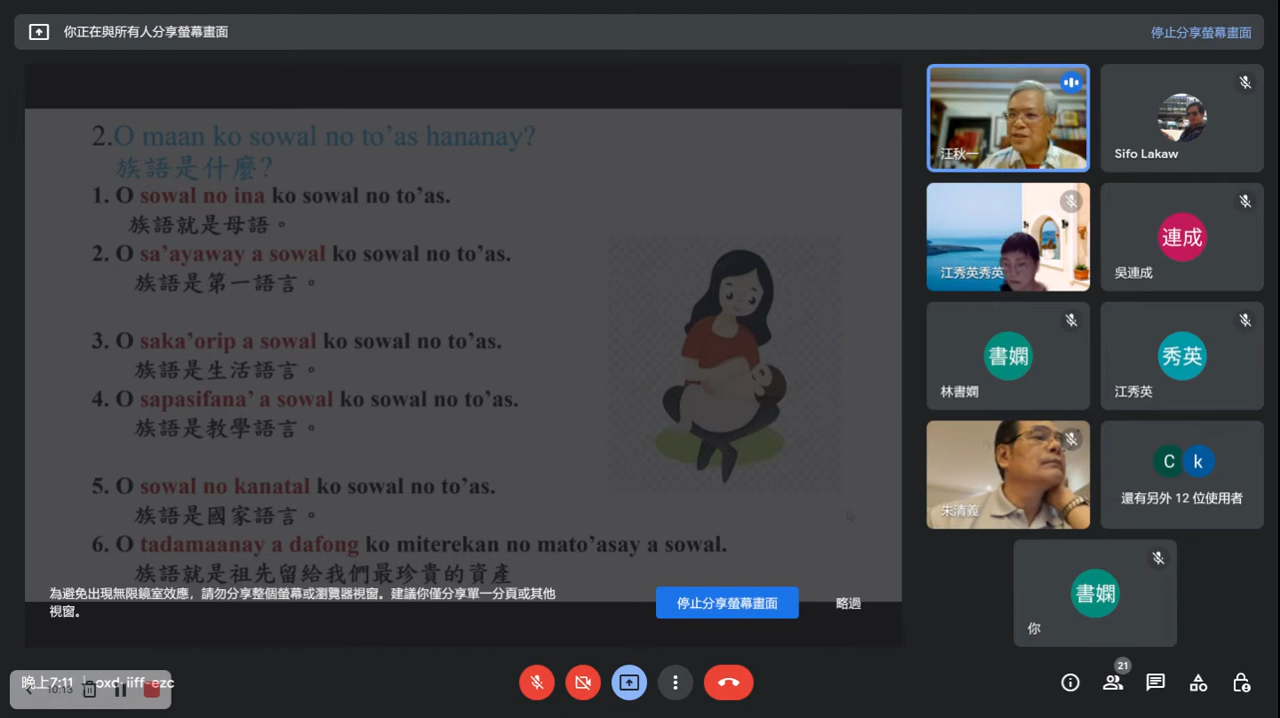 你正在與所有人分享螢幕畫面
停止分享螢幕畫面
2.O maan ko sowal no to’as hananay?
族語是什麼?
1. O sowal no ina ko sowal no to’as.
族語就是母語。
2. O sa’ayaway a sowal ko sowal no to’as.
族語是第一語言。
3. O saka’orip a sowal ko sowal no to’as.
族語是生活語言。
4. O sapasifana’ a sowal ko sowal no to’as.
族語是教學語言。
5. O sowal no kanatal ko sowal no to’as.
族語是國家語言。
6. O tadamaanay a dafong ko miterekan no mato’asay a sowal.
族語就是祖先留給我們最珍貴的資產
為避免出現無限鏡室效應，請勿分享整個螢幕或瀏覽器視窗。建議你僅分享單一分頁或其他
視窗。
停止分享螢幕畫面
略過
汪秋一
Sifo Lakaw
江秀英秀英
連成
吳連成
書嫻
林書嫻
秀英
江秀英
朱清義
C k
還有另外 12 位使用者
書嫻
你
晚上7:11
10:13
21